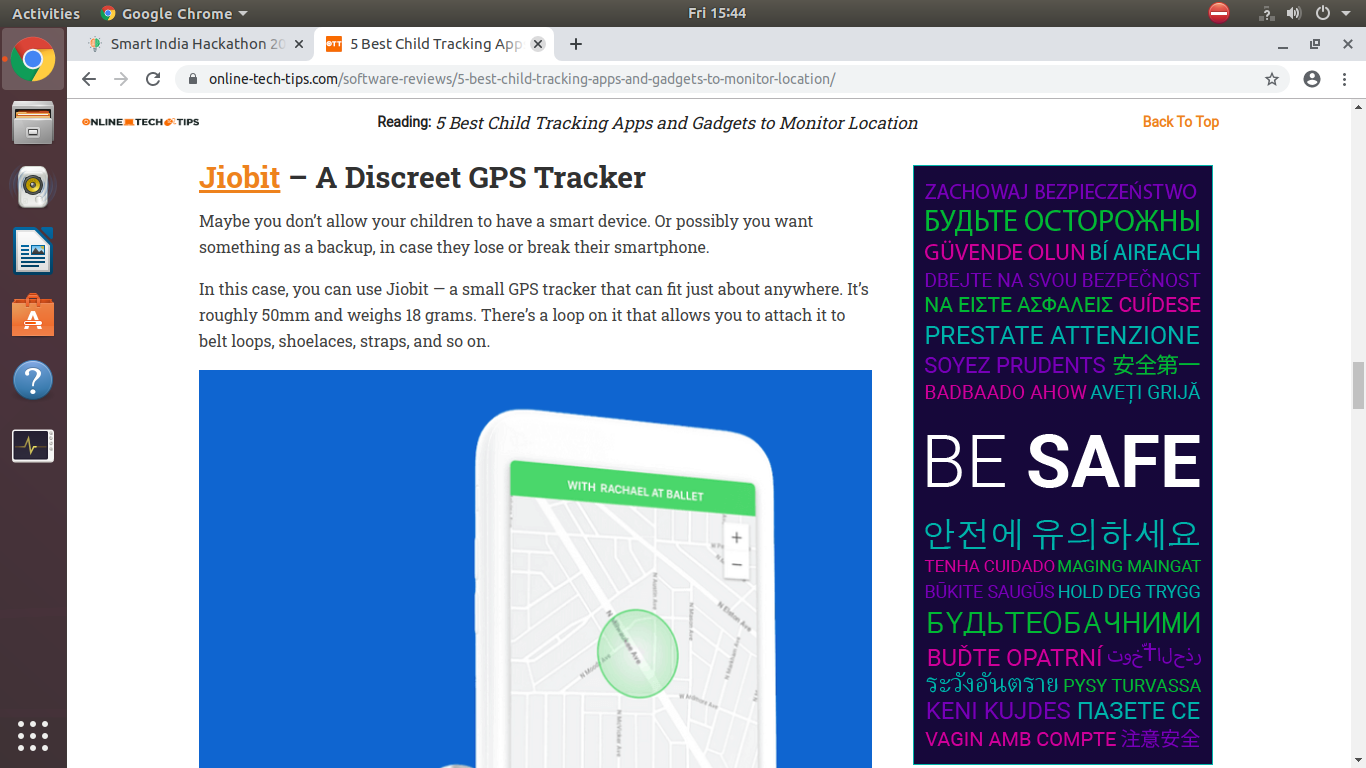 Activities
Google Chrome
Fri 15:44
Smart India Hackathon 20
5 Best Child Tracking App
online-tech-tips.com/software-reviews/5-best-child-tracking-apps-and-gadgets-to-monitor-location/
ONLINE TECH TIPS
Reading: 5 Best Child Tracking Apps and Gadgets to Monitor Location
Back To Top
Jiobit – A Discreet GPS Tracker
Maybe you don’t allow your children to have a smart device. Or possibly you want
something as a backup, in case they lose or break their smartphone.
In this case, you can use Jiobit — a small GPS tracker that can fit just about anywhere. It’s
roughly 50mm and weighs 18 grams. There’s a loop on it that allows you to attach it to
belt loops, shoelaces, straps, and so on.
WITH RACHAEL AT BALLET
N Milwaukee Ave
ZACHOWAJ BEZPIECZEŃSTWO
БУДЬТЕ ОСТОРОЖНЫ
GÜVENDE OLUN BÍ AIREACH
DBEJTE NA SVOU BEZPEČNOST
ΝΑ ΕΙΣΤΕ ΑΣΦΑΛΕΙΣ CUÍDESE
PRESTATE ATTENZIONE
SOYEZ PRUDENTS 安全第一
BADBAADO AHOW AVEȚI GRIJĂ
BE SAFE
안전에 유의하세요
TENHA CUIDADO MAGING MAINGAT
BŪKITE SAUGŪS HOLD DEG TRYGG
БУДЬТЕОБАЧНИМИ
BUĎTE OPATRNÍ
ระวังอันตราย PYSY TURVASSA
KENI KUJDES ПАЗЕТЕ СЕ
VAGIN AMB COMPTE 注意安全